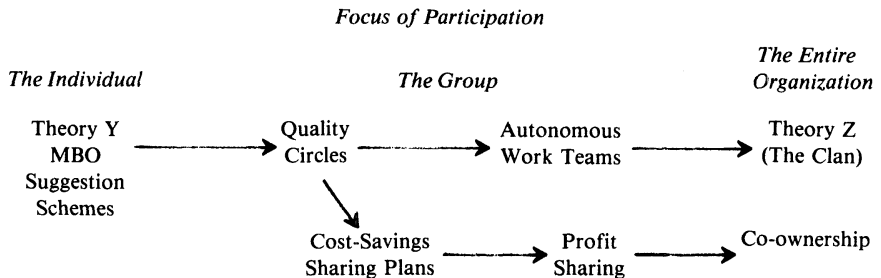 Focus of Participation
The Individual
The Group
The Entire
Organization
Theory Y
MBO
Suggestion
Schemes
Quality
Circles
Autonomous
Work Teams
Theory Z
(The Clan)
Cost-Savings
Sharing Plans
Profit
Sharing
Co-ownership